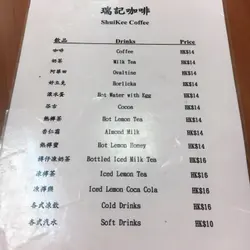 瑞記咖啡
ShuiKee Coffee
飲品 Drinks Price
咖啡 Coffee HK$14
奶茶 Milk Tea HK$14
阿華田 Ovaltine HK$14
好立克 Horlicks HK$14
滾水蛋 Hot Water with Egg HK$14
谷古 Cocoa HK$14
熱檸茶 Hot Lemon Tea HK$14
杏仁霜 Almond Milk HK$14
熱檸蜜 Hot Lemon Honey HK$14
樽仔凍奶茶 Bottled Iced Milk Tea HK$16
凍檸茶 Iced Lemon Tea HK$16
凍檸樂 Iced Lemon Coca Cola HK$16
各式凍飲 Cold Drinks HK$16
各式汽水 Soft Drinks HK$10